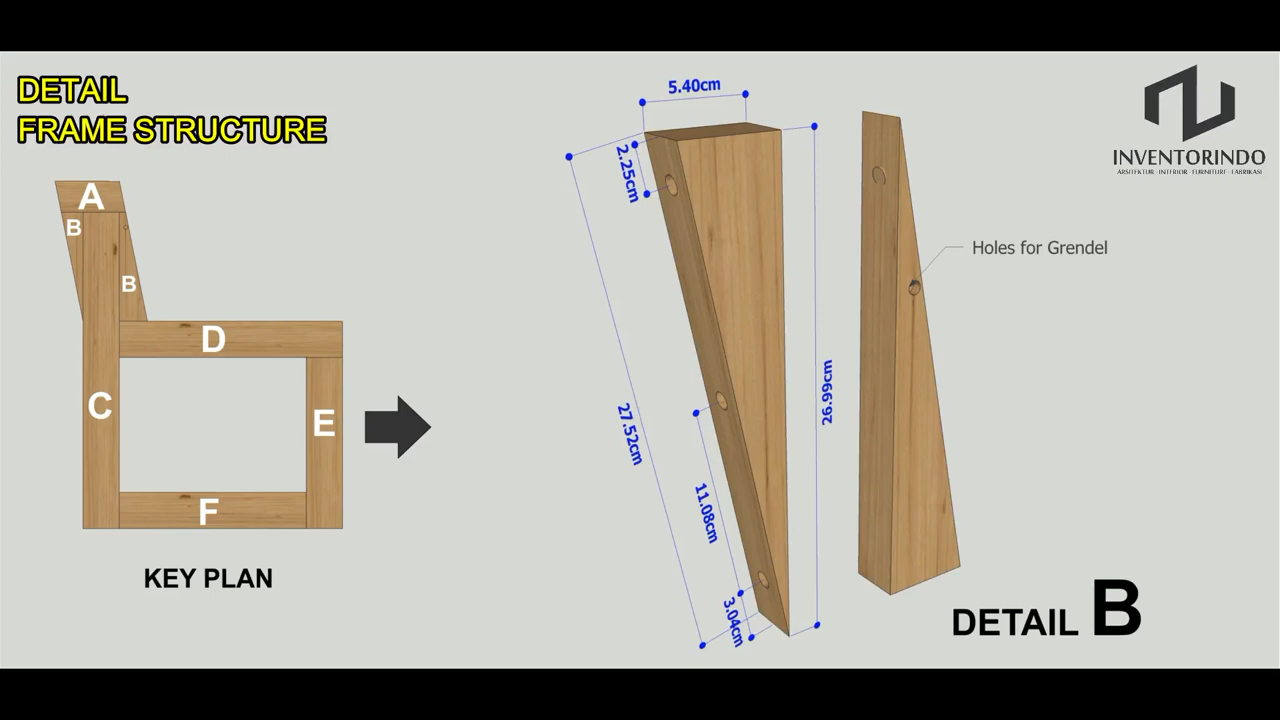 DETAIL
FRAME STRUCTURE
A
B
B
D
C
E
F
KEY PLAN
5.40cm
2.25cm
27.52cm
26.99cm
11.08cm
3.04cm
Holes for Grendel
DETAIL B
INVENTORINDO
ARSITEKTUR · INTERIOR · FURNITURE · FABRIKASI